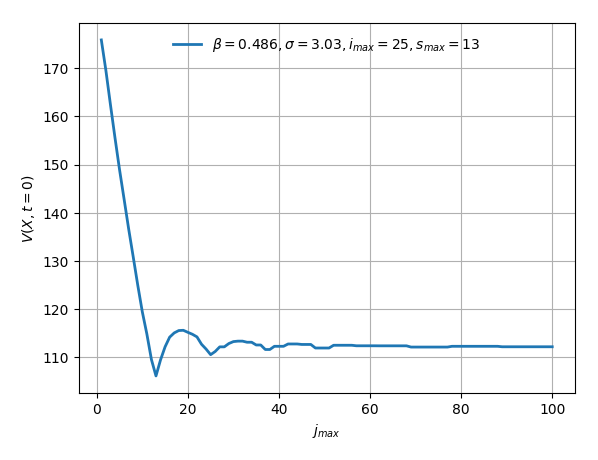 β = 0.486, σ = 3.03, i_max = 25, s_max = 13
170
160
150
140
130
120
110
V(X, t = 0)
0 20 40 60 80 100
j_max